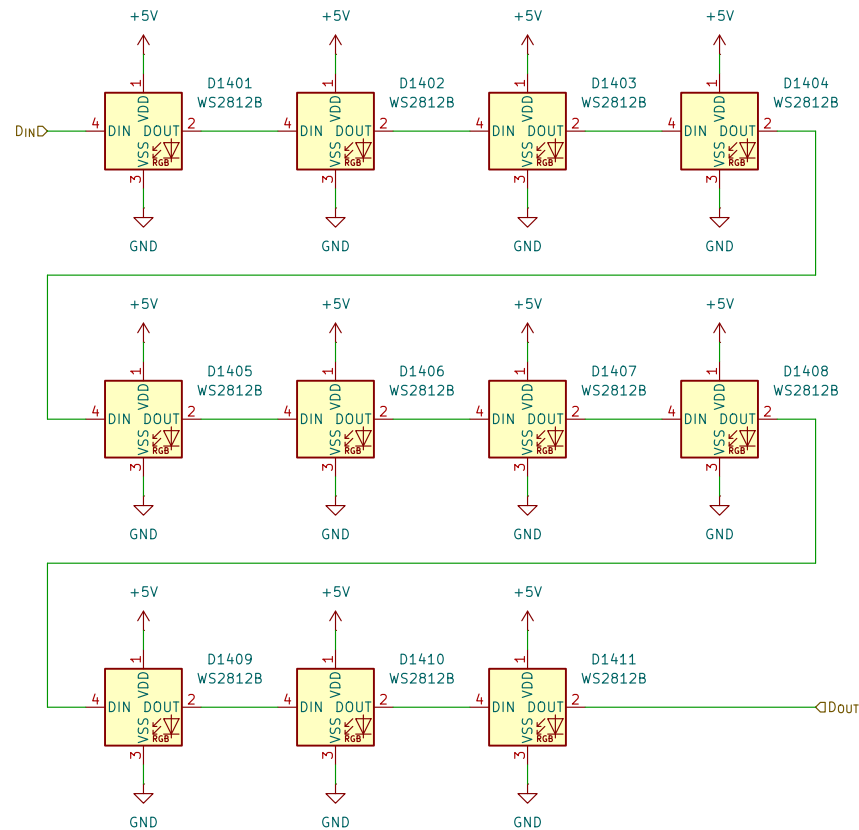 +5V +5V +5V +5V
D1401 D1402 D1403 D1404
WS2812B WS2812B WS2812B WS2812B
1 1 1 1
VDD VDD VDD VDD
DIN 4 DIN DOUT 2 4 DIN DOUT 2 4 DIN DOUT 2 4 DIN DOUT 2
VSS VSS VSS VSS
RGB RGB RGB RGB
3 3 3 3
GND GND GND GND
+5V +5V +5V +5V
D1405 D1406 D1407 D1408
WS2812B WS2812B WS2812B WS2812B
1 1 1 1
VDD VDD VDD VDD
4 DIN DOUT 2 4 DIN DOUT 2 4 DIN DOUT 2 4 DIN DOUT 2
VSS VSS VSS VSS
RGB RGB RGB RGB
3 3 3 3
GND GND GND GND
+5V +5V +5V
D1409 D1410 D1411
WS2812B WS2812B WS2812B
1 1 1
VDD VDD VDD
4 DIN DOUT 2 4 DIN DOUT 2 4 DIN DOUT 2 DOUT
VSS VSS VSS
RGB RGB RGB
3 3 3
GND GND GND